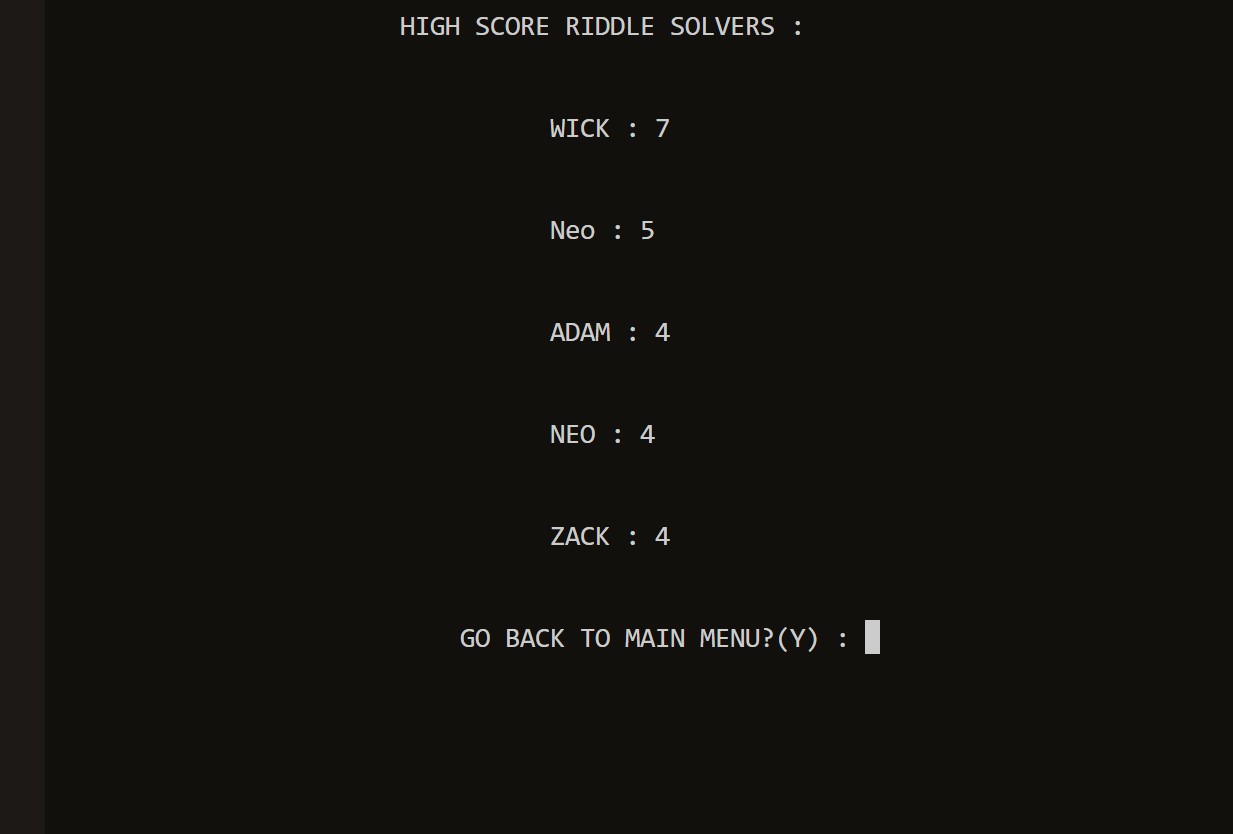 HIGH SCORE RIDDLE SOLVERS :
WICK : 7
Neo : 5
ADAM : 4
NEO : 4
ZACK : 4
GO BACK TO MAIN MENU?(Y) :